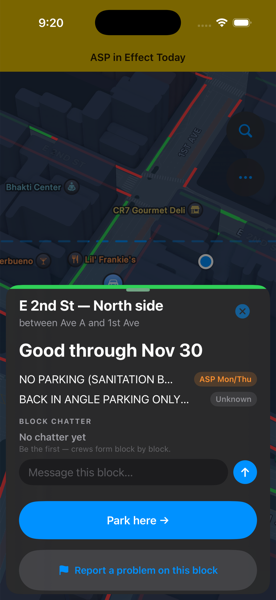 9:20
ASP in Effect Today
1ST AVE
Bhakti Center
CR7 Gourmet Deli
erbueno
Lil' Frankie's
E 2nd St — North side
between Ave A and 1st Ave
Good through Nov 30
NO PARKING (SANITATION B...
ASP Mon/Thu
BACK IN ANGLE PARKING ONLY...
Unknown
BLOCK CHATTER
No chatter yet
Be the first — crews form block by block.
Message this block...
Park here →
Report a problem on this block